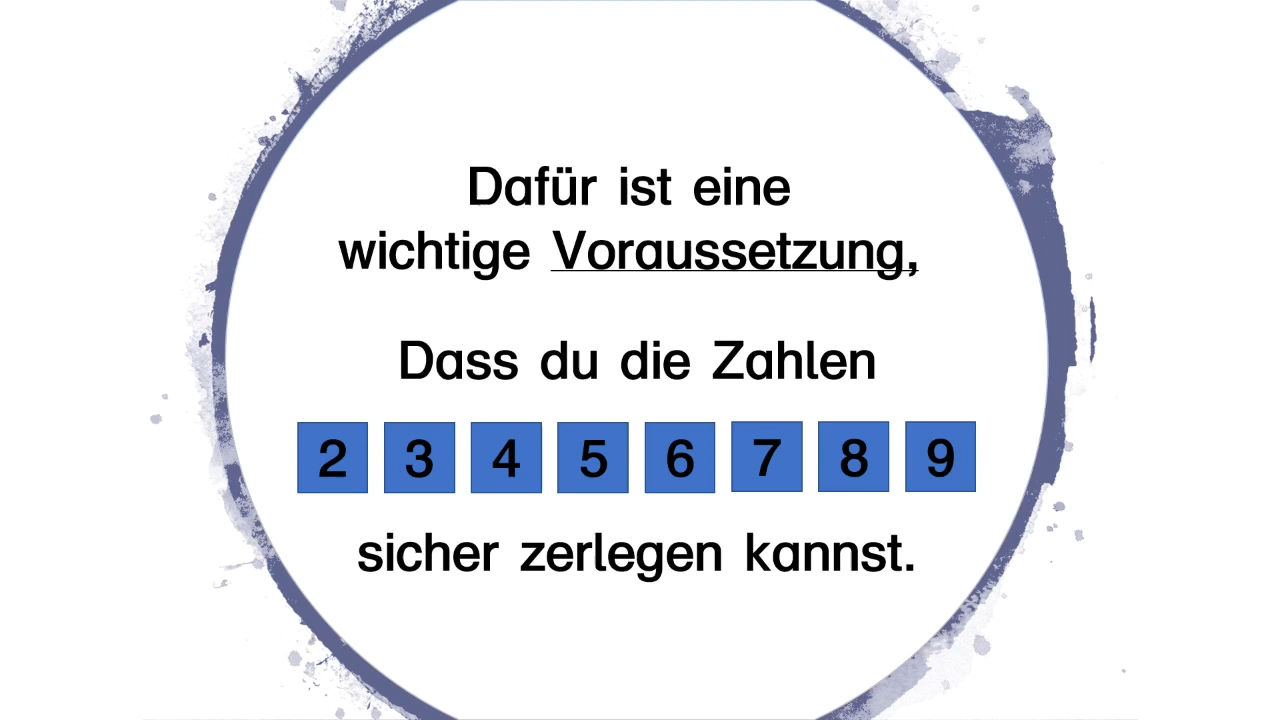 Dafür ist eine
wichtige Voraussetzung,
Dass du die Zahlen
2 3 4 5 6 7 8 9
sicher zerlegen kannst.